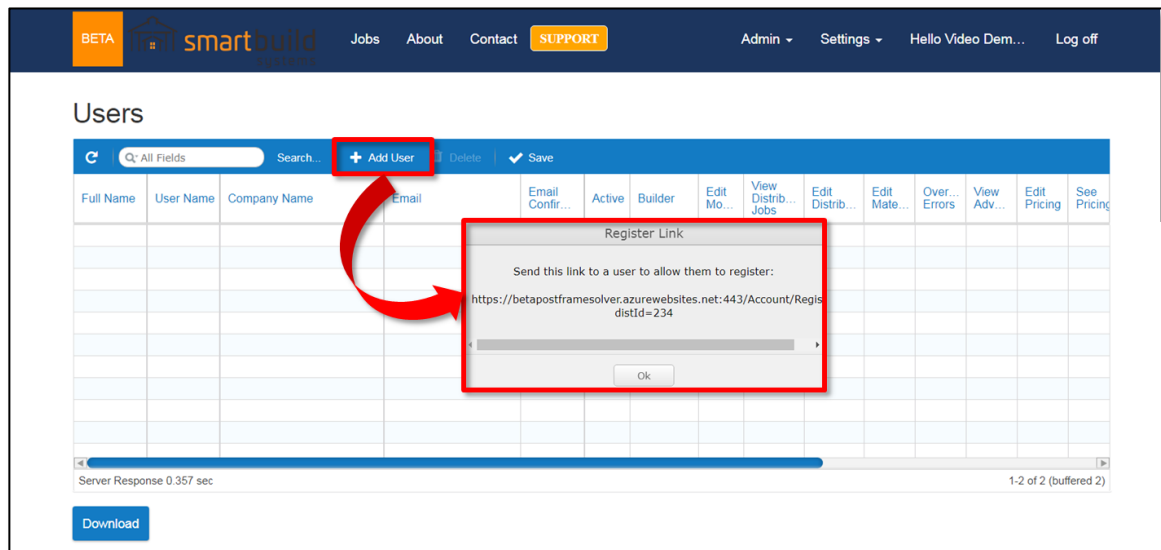 BETA smartbuild Jobs About Contact SUPPORT Admin Settings Hello Video Dem... Log off
SYSTEMS
Users
All Fields Search... Add User Delete Save
Full Name User Name Company Name Email Email Confir... Active Builder Edit Mo... View Distrib... Jobs Edit Distrib... Edit Mate... Over... Errors View Adv... Edit Pricing See Pricing
Register Link
Send this link to a user to allow them to register:
https://betapostframesolver.azurewebsites.net:443/Account/Regis
distId=234
Ok
Server Response 0.357 sec 1-2 of 2 (buffered 2)
Download